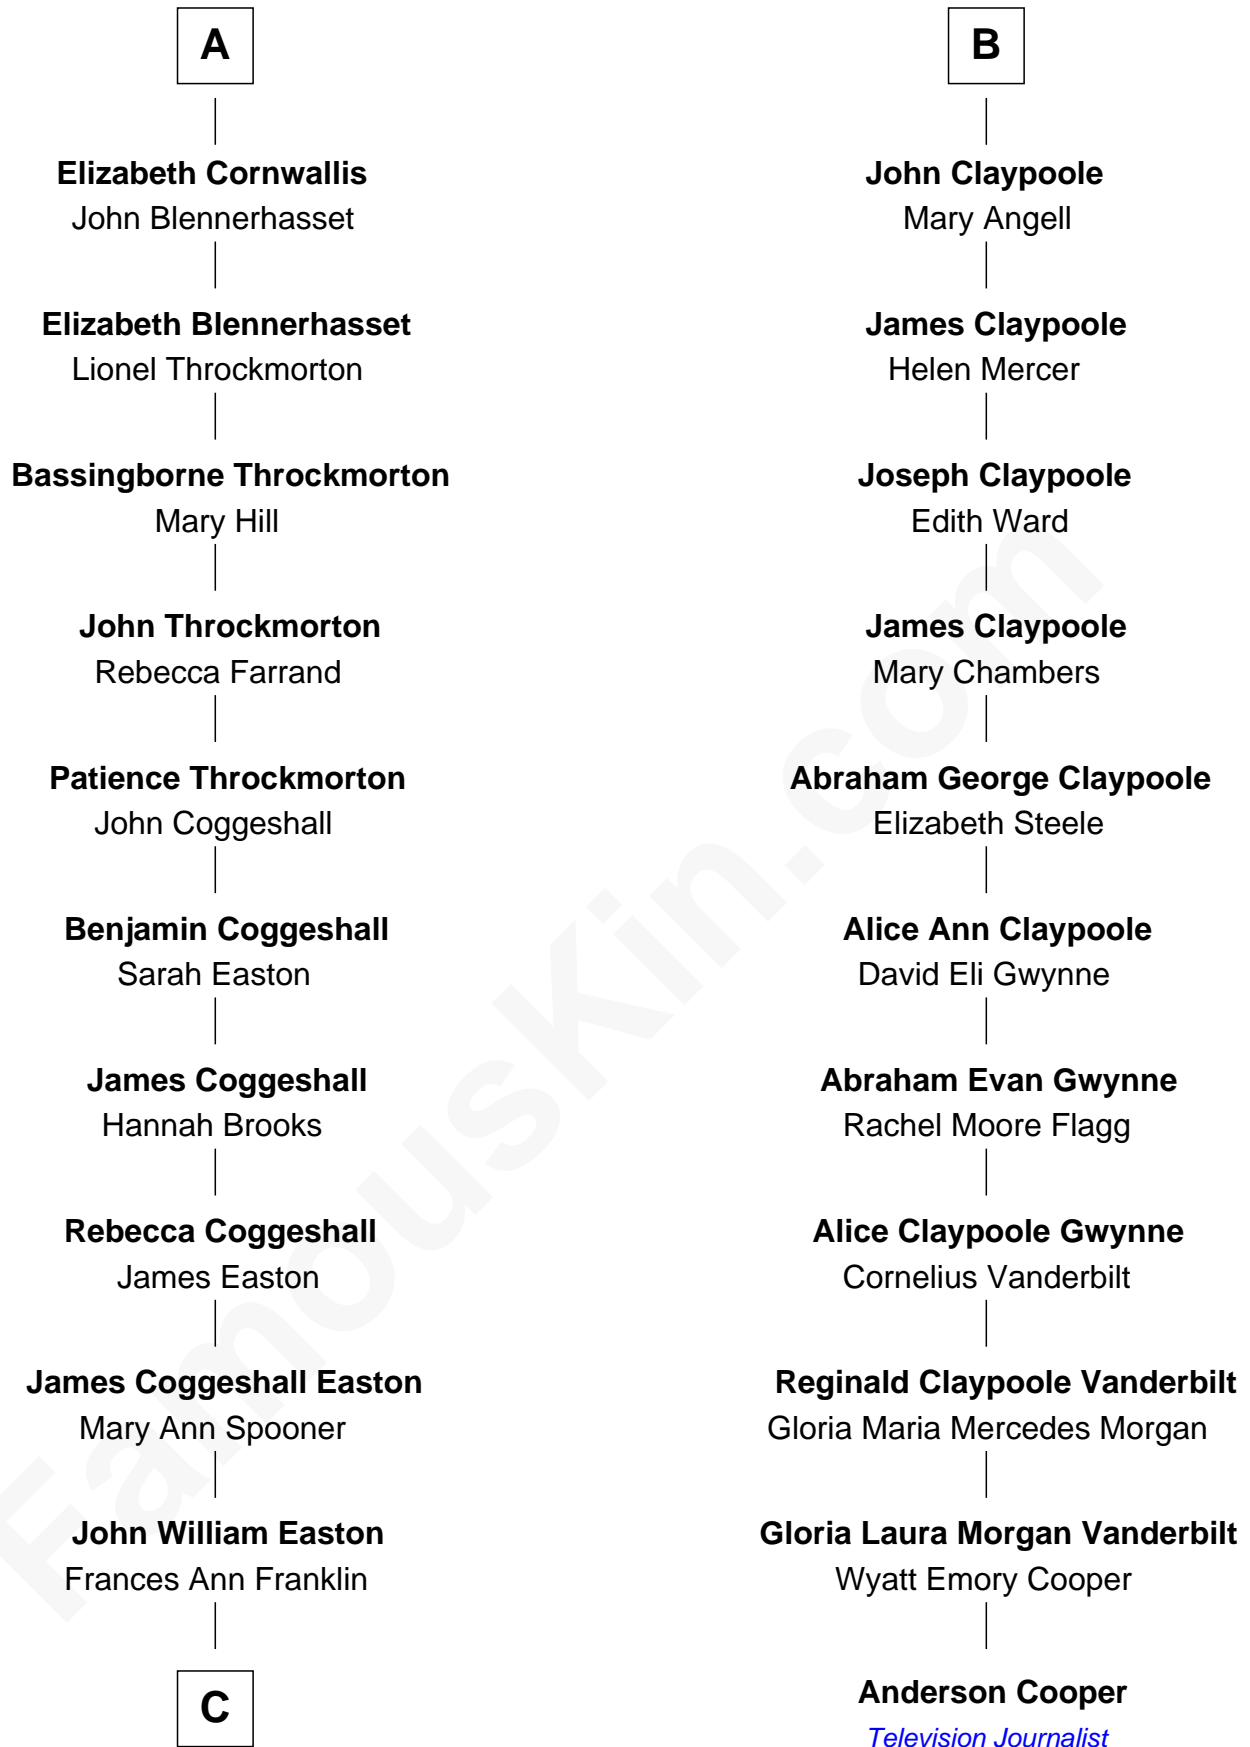 A
Elizabeth Cornwallis
John Blennerhasset
Elizabeth Blennerhasset
Lionel Throckmorton
Bassingborne Throckmorton
Mary Hill
John Throckmorton
Rebecca Farrand
Patience Throckmorton
John Coggeshall
Benjamin Coggeshall
Sarah Easton
James Coggeshall
Hannah Brooks
Rebecca Coggeshall
James Easton
James Coggeshall Easton
Mary Ann Spooner
John William Easton
Frances Ann Franklin
C
B
John Claypoole
Mary Angell
James Claypoole
Helen Mercer
Joseph Claypoole
Edith Ward
James Claypoole
Mary Chambers
Abraham George Claypoole
Elizabeth Steele
Alice Ann Claypoole
David Eli Gwynne
Abraham Evan Gwynne
Rachel Moore Flagg
Alice Claypoole Gwynne
Cornelius Vanderbilt
Reginald Claypoole Vanderbilt
Gloria Maria Mercedes Morgan
Gloria Laura Morgan Vanderbilt
Wyatt Emory Cooper
Anderson Cooper
Television Journalist
FamousKin.com